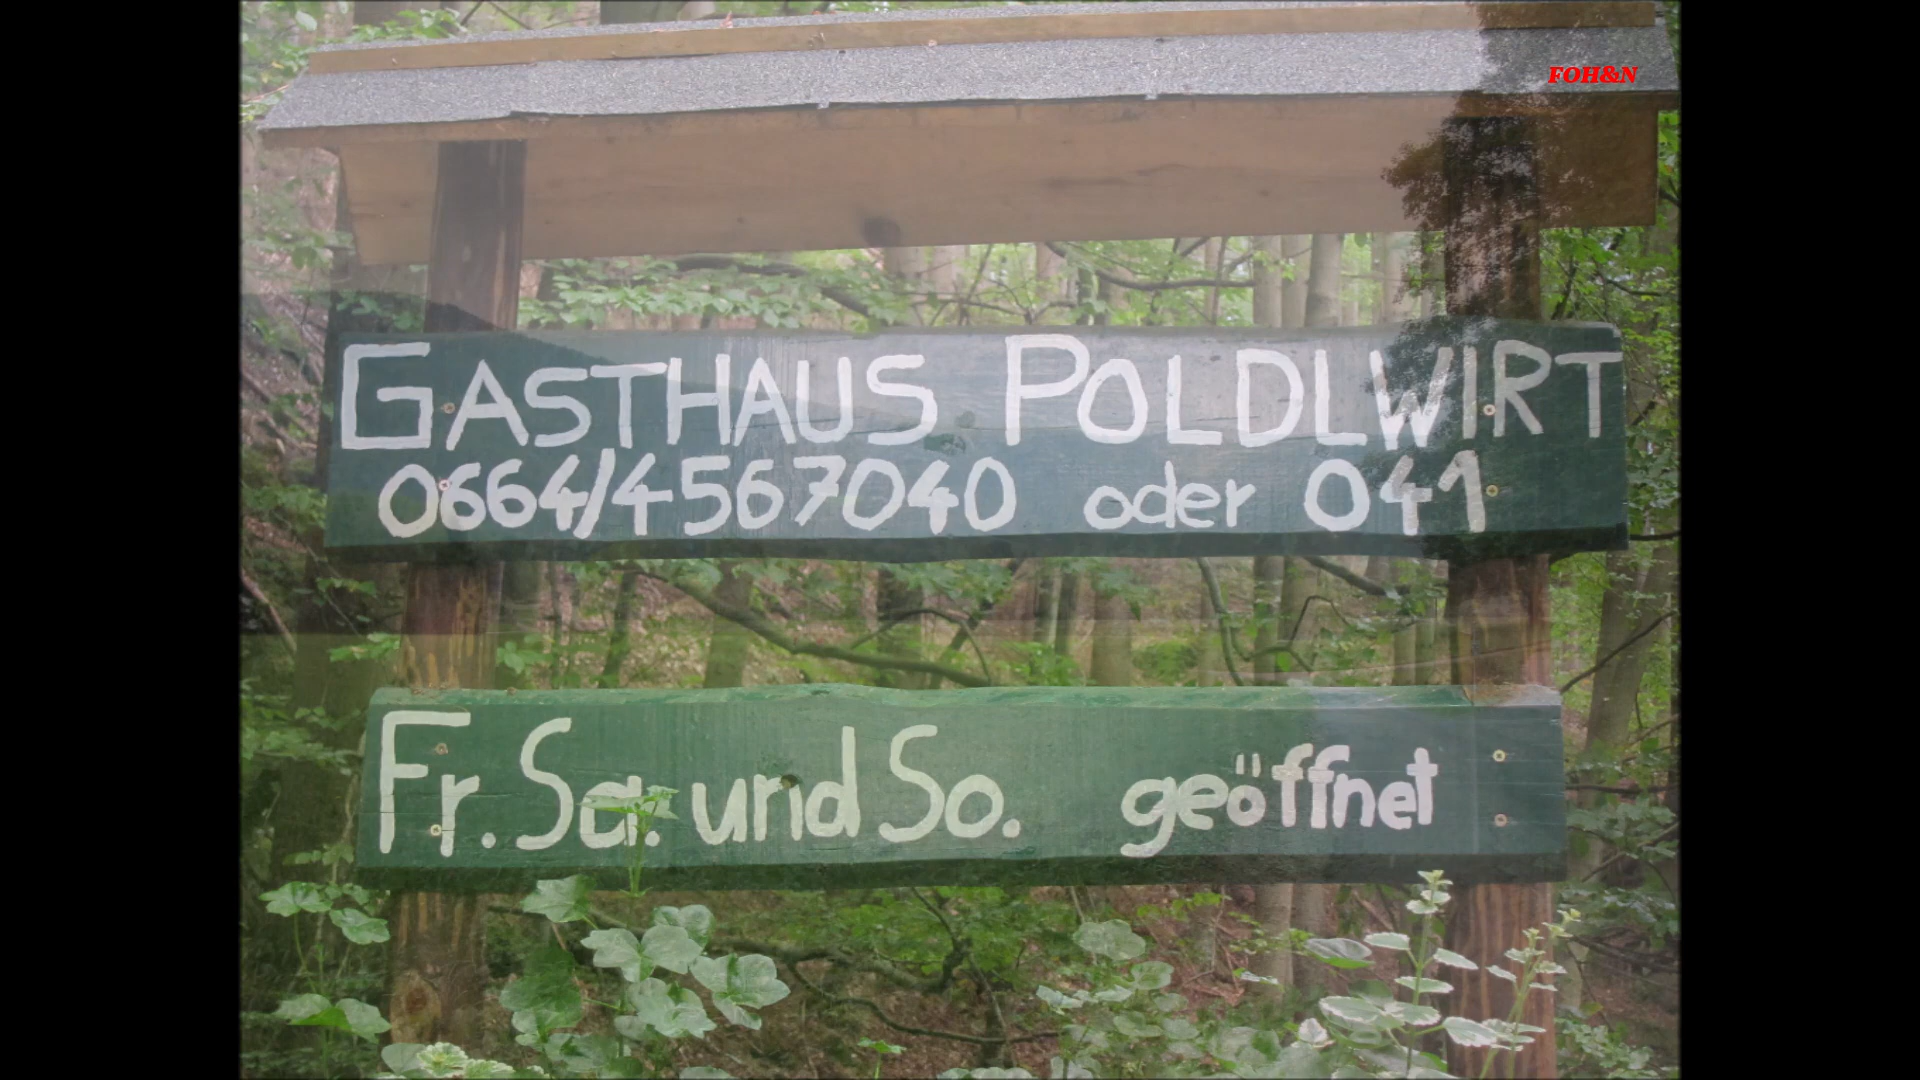 FOH&N
GASTHAUS POLDLWIRT
0664/4567040 oder 041
Fr. Sa. und So. geöffnet